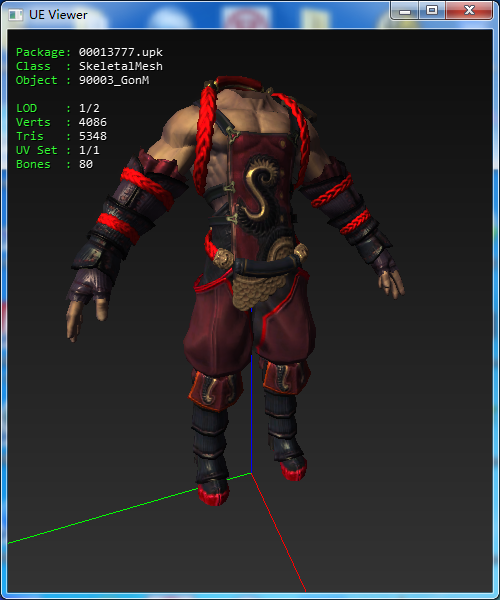 UE Viewer
Package: 00013777.upk
Class : SkeletalMesh
Object : 90003_GonM
LOD : 1/2
Verts : 4086
Tris : 5348
UV Set : 1/1
Bones : 80